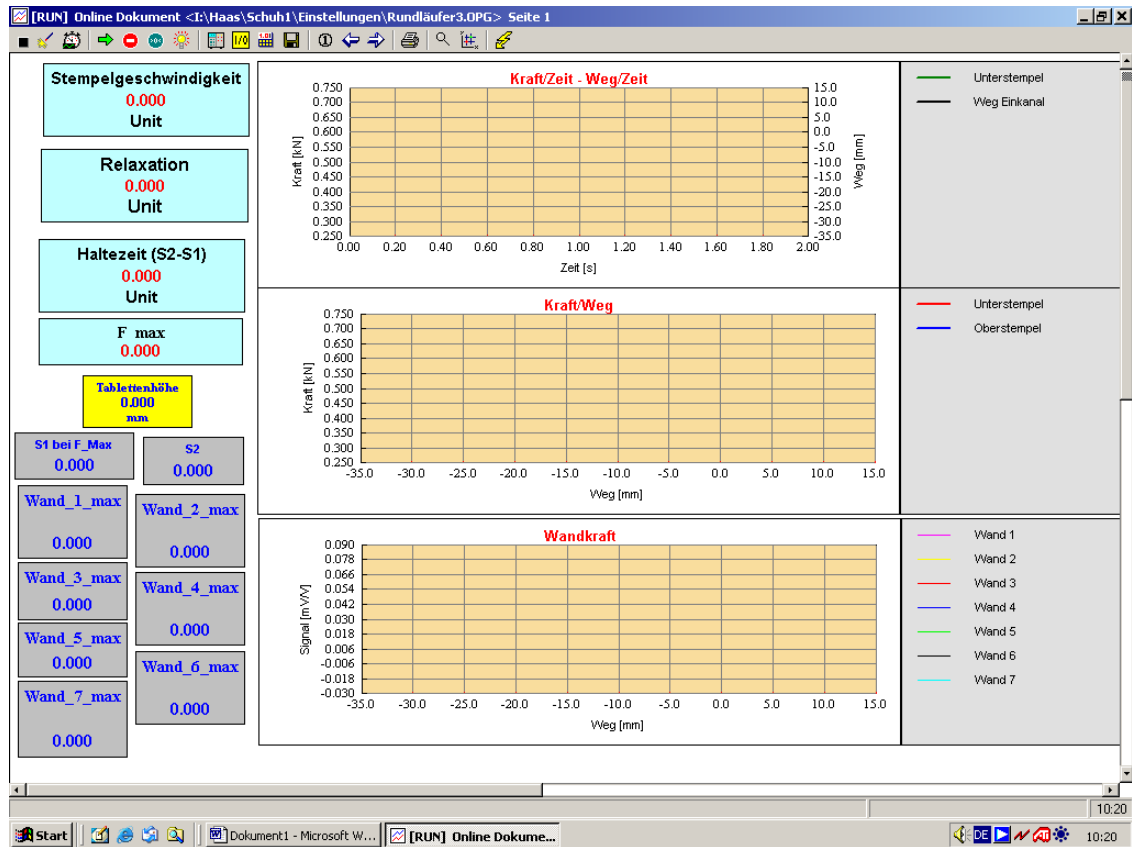 [RUN] Online Dokument <I:\Haas\Schuh1\Einstellungen\Rundläufer3.OPG> Seite 1
Stempelgeschwindigkeit
0.000
Unit
Relaxation
0.000
Unit
Haltezeit (S2-S1)
0.000
Unit
F_max
0.000
Tablettenhöhe
0.000
mm
S1 bei F_Max
0.000
S2
0.000
Wand_1_max
0.000
Wand_2_max
0.000
Wand_3_max
0.000
Wand_4_max
0.000
Wand_5_max
0.000
Wand_6_max
0.000
Wand_7_max
0.000
Kraft/Zeit - Weg/Zeit
Kraft [kN]
0.750
0.700
0.650
0.600
0.550
0.500
0.450
0.400
0.350
0.300
0.250
15.0
10.0
5.0
0.0
-5.0
-10.0
-15.0
-20.0
-25.0
-30.0
-35.0
Weg [mm]
0.00 0.20 0.40 0.60 0.80 1.00 1.20 1.40 1.60 1.80 2.00
Zeit [s]
Unterstempel
Weg Einkanal
Kraft/Weg
Kraft [kN]
0.750
0.700
0.650
0.600
0.550
0.500
0.450
0.400
0.350
0.300
0.250
-35.0 -30.0 -25.0 -20.0 -15.0 -10.0 -5.0 0.0 5.0 10.0 15.0
Weg [mm]
Unterstempel
Oberstempel
Wandkraft
Signal [mV/V]
0.090
0.078
0.066
0.054
0.042
0.030
0.018
0.006
-0.006
-0.018
-0.030
-35.0 -30.0 -25.0 -20.0 -15.0 -10.0 -5.0 0.0 5.0 10.0 15.0
Weg [mm]
Wand 1
Wand 2
Wand 3
Wand 4
Wand 5
Wand 6
Wand 7
10:20
Start
Dokument1 - Microsoft W...
[RUN] Online Dokume...
DE
10:20